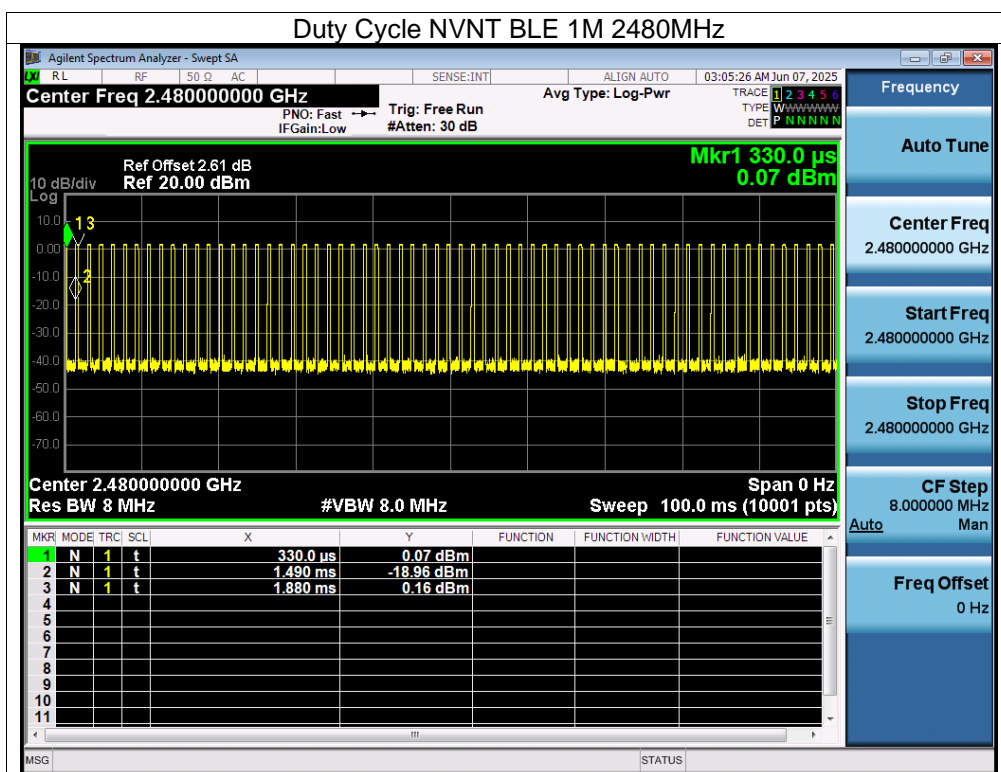 Duty Cycle NVNT BLE 1M 2480MHz
Agilent Spectrum Analyzer - Swept SA
LXI RL RF 50 Ω AC SENSE:INT ALIGN AUTO 03:05:26 AM Jun 07, 2025
Center Freq 2.480000000 GHz Avg Type: Log-Pwr TRACE 1 2 3 4 5 6
PNO: Fast Trig: Free Run TYPE WWWWWW
IFGain:Low #Atten: 30 dB DET P N N N N N
Frequency
Mkr1 330.0 µs
0.07 dBm
Ref Offset 2.61 dB
10 dB/div Ref 20.00 dBm
Log
10.0
0.00
-10.0
-20.0
-30.0
-40.0
-50.0
-60.0
-70.0
1 3
2
Center 2.480000000 GHz Span 0 Hz
Res BW 8 MHz #VBW 8.0 MHz Sweep 100.0 ms (10001 pts)
MKR MODE TRC SCL X Y FUNCTION FUNCTION WIDTH FUNCTION VALUE
1 N 1 t 330.0 µs 0.07 dBm
2 N 1 t 1.490 ms -18.96 dBm
3 N 1 t 1.880 ms 0.16 dBm
4
5
6
7
8
9
10
11
MSG STATUS
Auto Tune
Center Freq
2.480000000 GHz
Start Freq
2.480000000 GHz
Stop Freq
2.480000000 GHz
CF Step
8.000000 MHz
Auto Man
Freq Offset
0 Hz